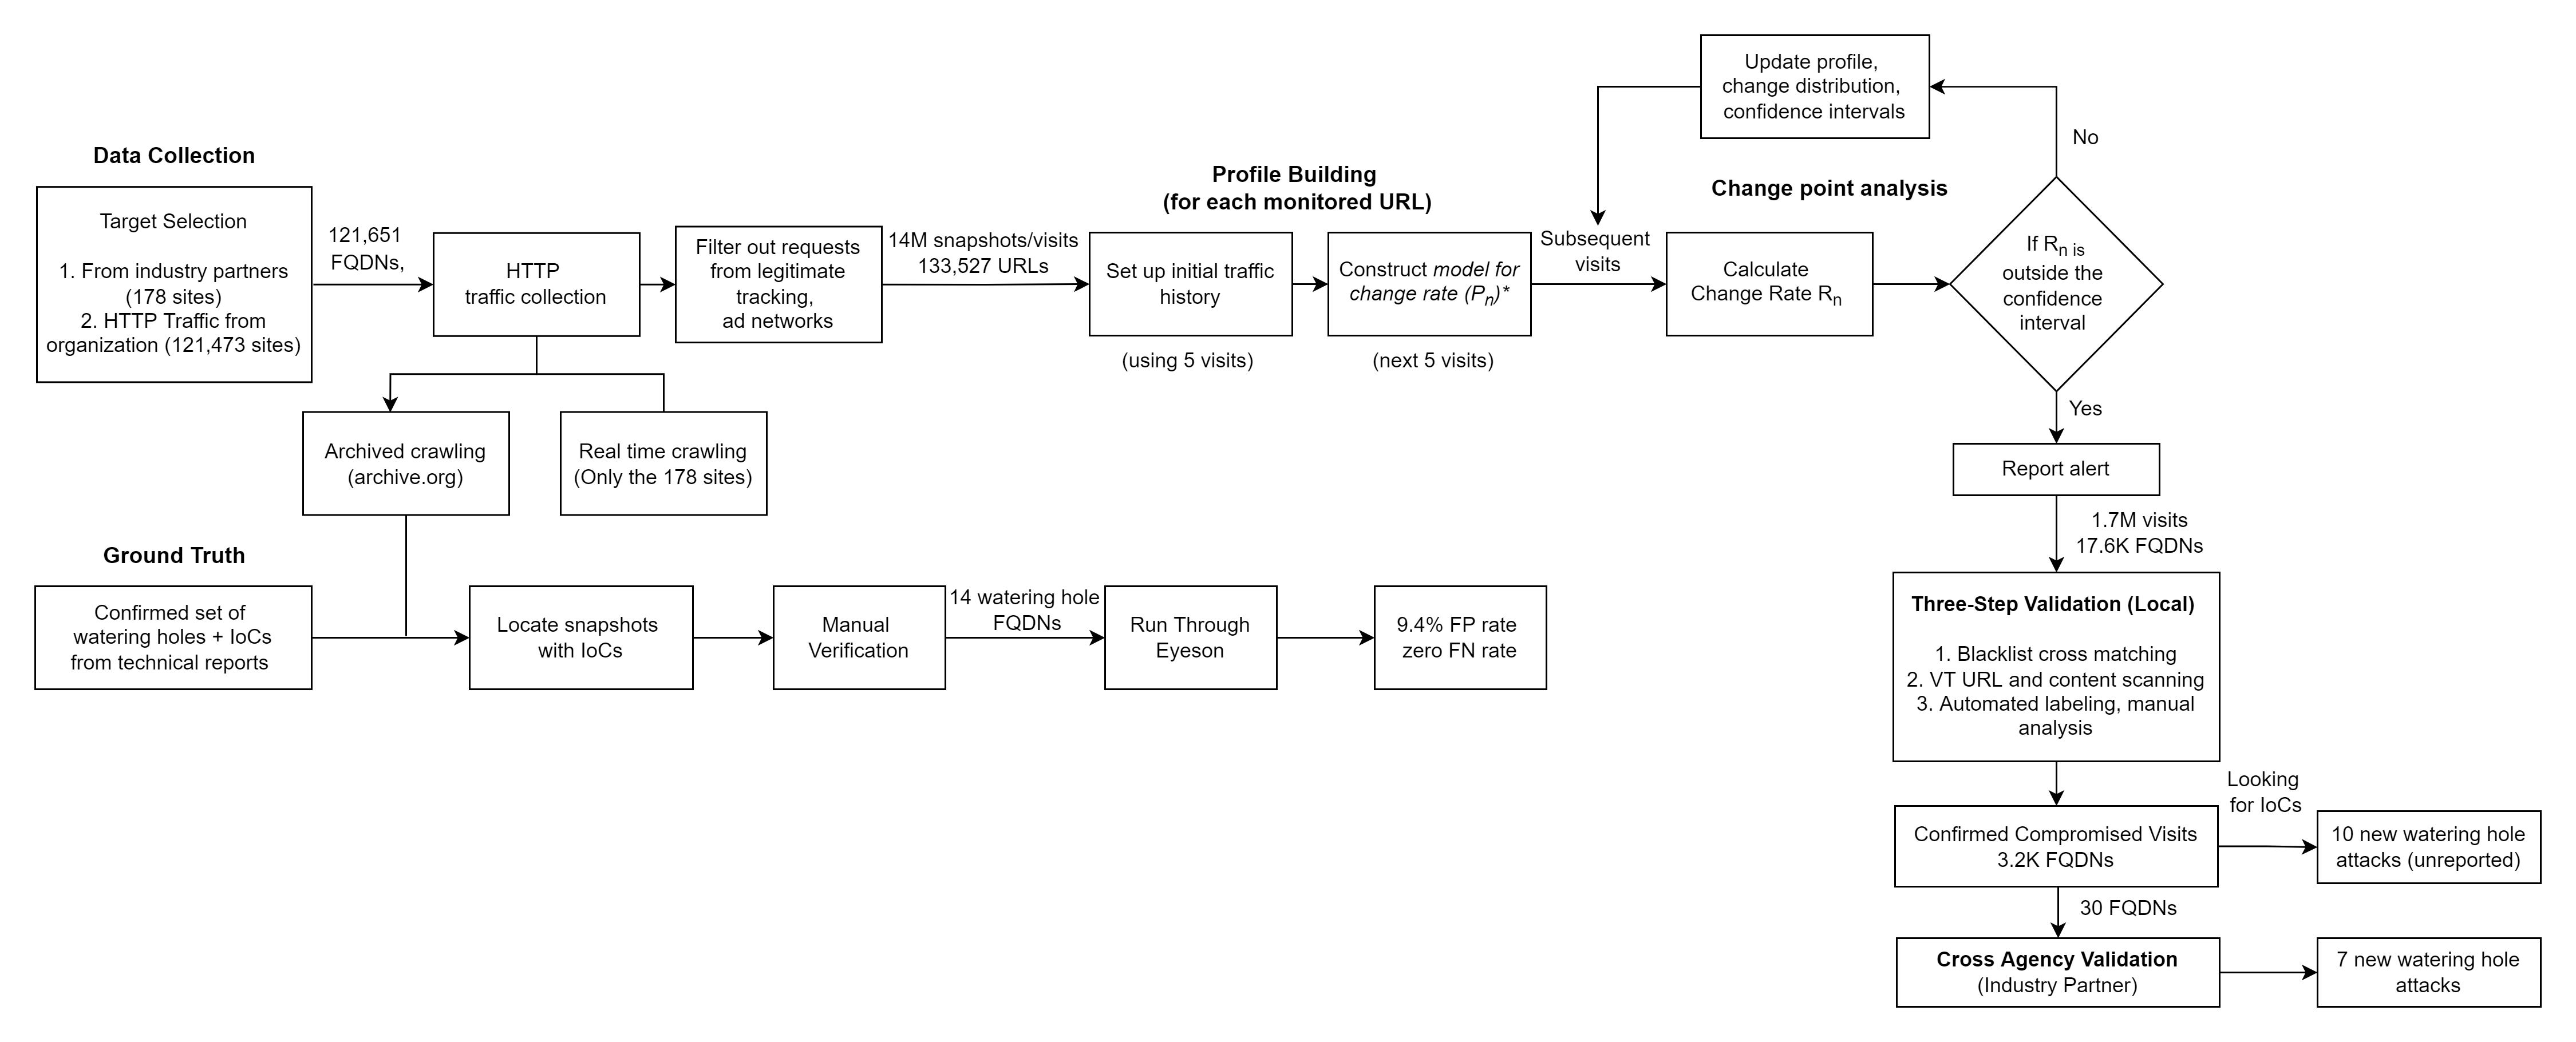 Data Collection
Target Selection
1. From industry partners
(178 sites)
2. HTTP Traffic from
organization (121,473 sites)
121,651
FQDNs,
HTTP
traffic collection
Archived crawling
(archive.org)
Real time crawling
(Only the 178 sites)
Filter out requests
from legitimate
tracking,
ad networks
14M snapshots/visits
133,527 URLs
Profile Building
(for each monitored URL)
Set up initial traffic
history
(using 5 visits)
Construct model for
change rate (Pn)*
(next 5 visits)
Subsequent
visits
Change point analysis
Calculate
Change Rate Rn
If Rn is
outside the
confidence
interval
No
Update profile,
change distribution,
confidence intervals
Yes
Report alert
1.7M visits
17.6K FQDNs
Three-Step Validation (Local)
1. Blacklist cross matching
2. VT URL and content scanning
3. Automated labeling, manual
analysis
Confirmed Compromised Visits
3.2K FQDNs
Looking
for IoCs
10 new watering hole
attacks (unreported)
30 FQDNs
Cross Agency Validation
(Industry Partner)
7 new watering hole
attacks
Ground Truth
Confirmed set of
watering holes + IoCs
from technical reports
Locate snapshots
with IoCs
Manual
Verification
14 watering hole
FQDNs
Run Through
Eyeson
9.4% FP rate
zero FN rate